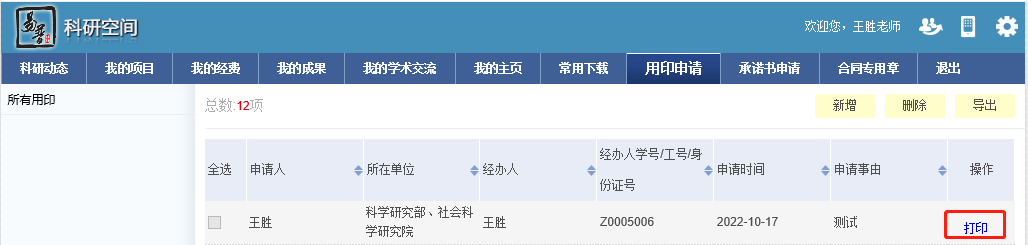 易普 科研空间
欢迎您，王胜老师
科研动态 我的项目 我的经费 我的成果 我的学术交流 我的主页 常用下载 用印申请 承诺书申请 合同专用章 退出
所有用印
总数:12项 新增 删除 导出
全选 申请人 所在单位 经办人 经办人学号/工号/身份证号 申请时间 申请事由 操作
王胜 科学研究部、社会科学研究院 王胜 Z0005006 2022-10-17 测试 打印